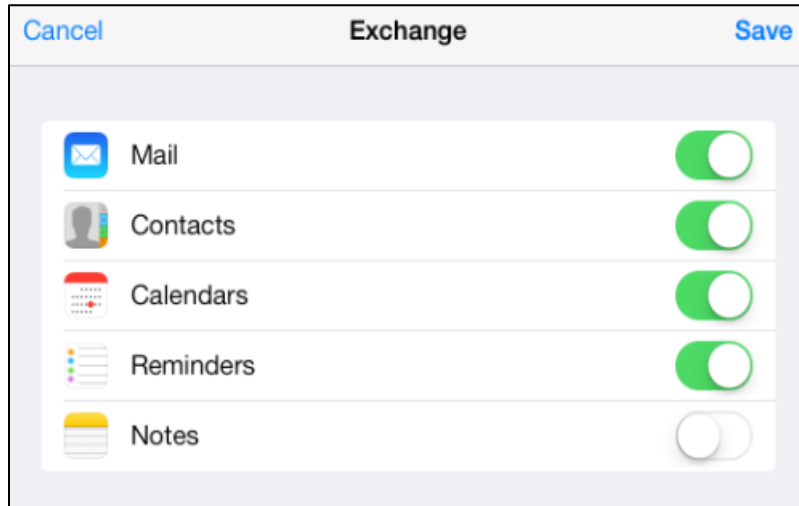 Cancel Exchange Save
Mail
Contacts
Calendars
Reminders
Notes